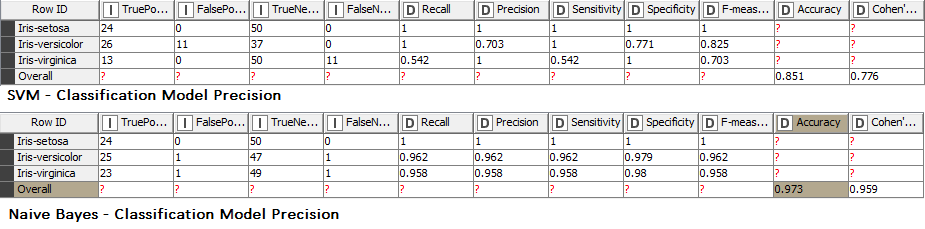 Row ID I TruePo... I FalsePo... I TrueNe... I FalseN... D Recall D Precision D Sensitivity D Specificity D F-meas... D Accuracy D Cohen'...
Iris-setosa 24 0 50 0 1 1 1 1 1 ? ?
Iris-versicolor 26 11 37 0 1 0.703 1 0.771 0.825 ? ?
Iris-virginica 13 0 50 11 0.542 1 0.542 1 0.703 ? ?
Overall ? ? ? ? ? ? ? ? ? 0.851 0.776
SVM - Classification Model Precision
Row ID I TruePo... I FalsePo... I TrueNe... I FalseN... D Recall D Precision D Sensitivity D Specificity D F-meas... D Accuracy D Cohen'...
Iris-setosa 24 0 50 0 1 1 1 1 1 ? ?
Iris-versicolor 25 1 47 1 0.962 0.962 0.962 0.979 0.962 ? ?
Iris-virginica 23 1 49 1 0.958 0.958 0.958 0.98 0.958 ? ?
Overall ? ? ? ? ? ? ? ? ? 0.973 0.959
Naive Bayes - Classification Model Precision